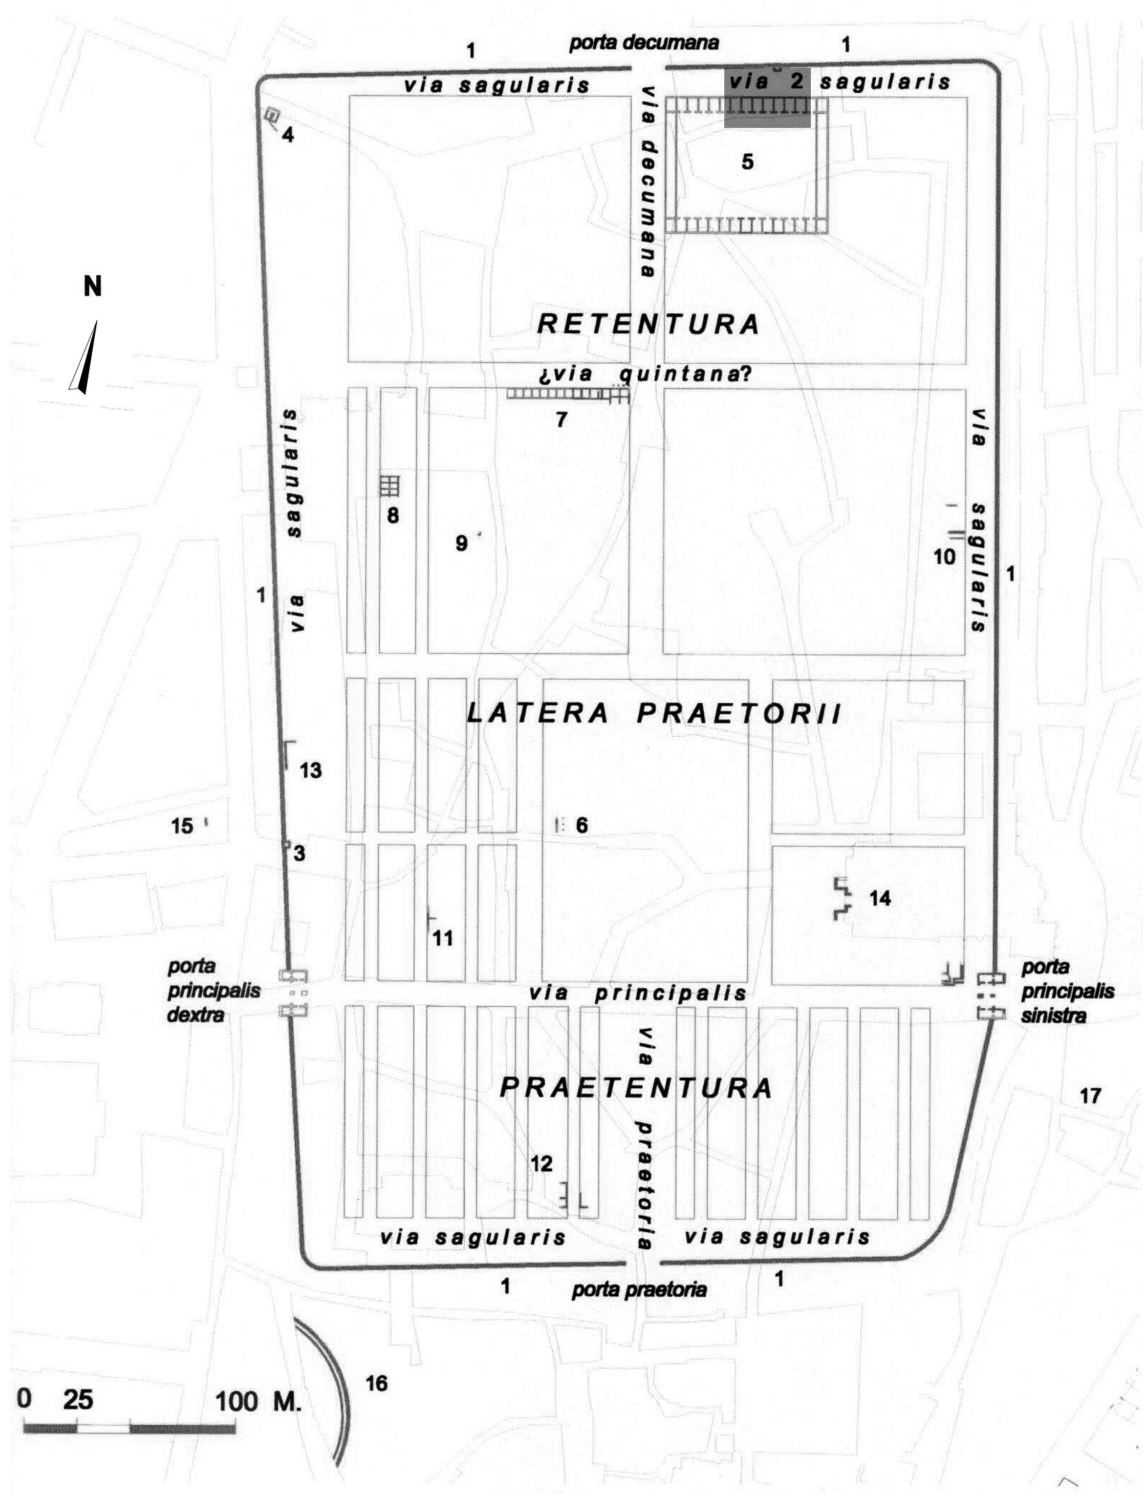 1 porta decumana 1
via sagularis via 2 sagularis
4
via decumana
5
N
RETENTURA
¿via quintana?
7
via sagularis
via sagularis
8
9
10
1
1
LATERA PRAETORII
13
15
6
3
14
11
porta principalis dextra
via principalis
porta principalis sinistra
via praetoria
PRAETENTURA
17
12
via sagularis via sagularis
1 porta praetoria 1
16
0 25 100 M.